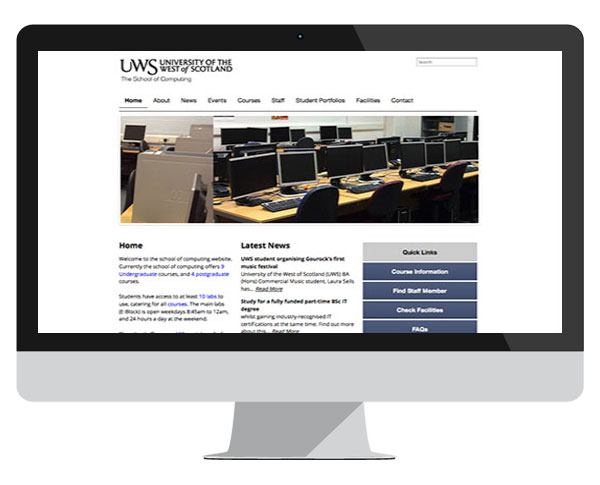 UWS UNIVERSITY OF THE
WEST of SCOTLAND
The School of Computing
Search
Home About News Events Courses Staff Student Portfolios Facilities Contact
Home
Welcome to the school of computing website.
Currently the school of computing offers 9
Undergraduate courses, and 4 postgraduate
courses.
Students have access to at least 10 labs to
use, catering for all courses. The main labs
(E-Block) is open weekdays 8:45am to 12am,
and 24 hours a day at the weekend.
Latest News
UWS student organising Gourock's first
music festival
University of the West of Scotland (UWS) BA
(Hons) Commercial Music student, Laura Sells
has... Read More
Study for a fully funded part-time BSc IT
degree
whilst gaining industry-recognised IT
certifications at the same time: Find out more
about this... Read More
Quick Links
Course Information
Find Staff Member
Check Facilities
FAQs